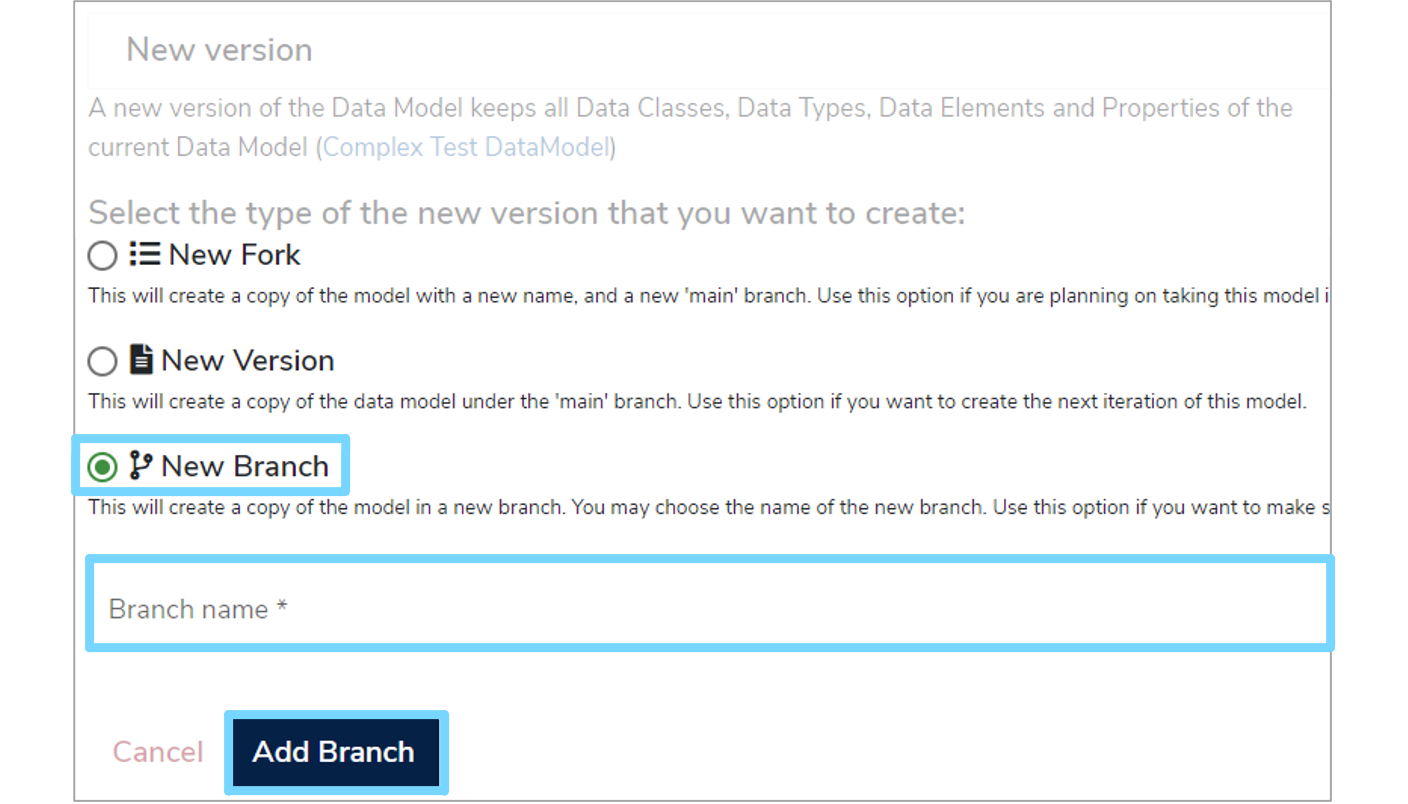 New version
A new version of the Data Model keeps all Data Classes, Data Types, Data Elements and Properties of the
current Data Model (Complex Test DataModel)
Select the type of the new version that you want to create:
New Fork
This will create a copy of the model with a new name, and a new 'main' branch. Use this option if you are planning on taking this model i
New Version
This will create a copy of the data model under the 'main' branch. Use this option if you want to create the next iteration of this model.
New Branch
This will create a copy of the model in a new branch. You may choose the name of the new branch. Use this option if you want to make s
Branch name *
Cancel Add Branch